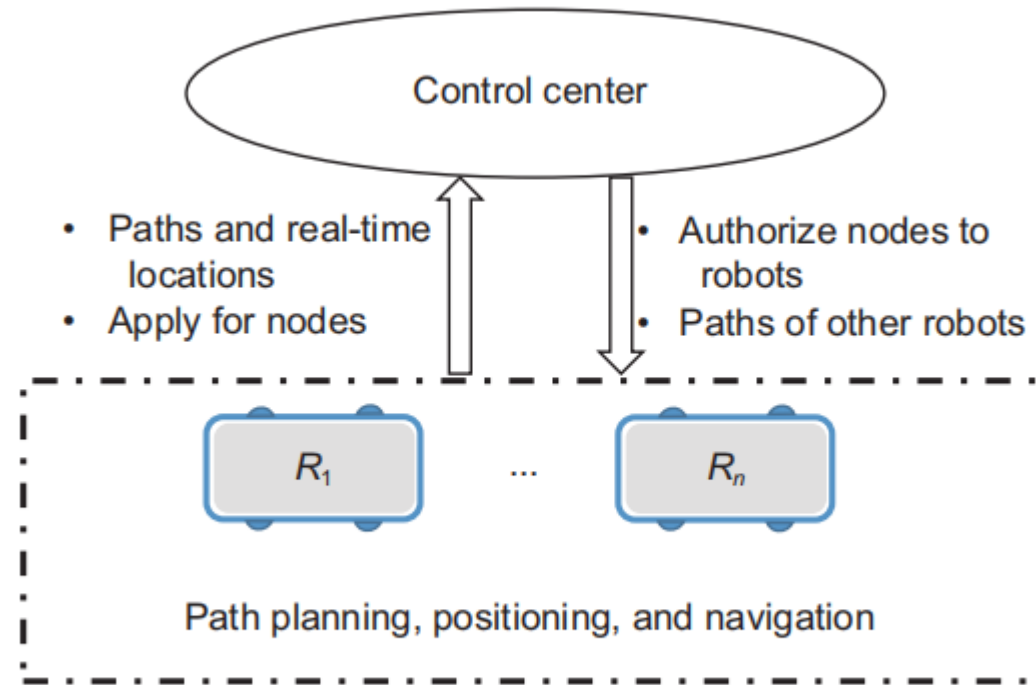 Control center
• Paths and real-time
locations
• Apply for nodes
• Authorize nodes to
robots
• Paths of other robots
R₁ ... Rₙ
Path planning, positioning, and navigation